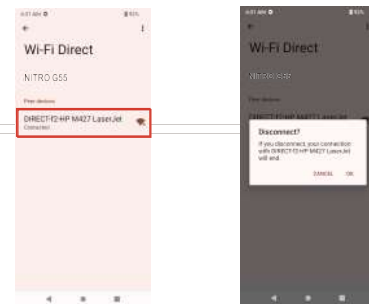 Wi-Fi Direct
NITRO G55
Peer devices
DIRECT-f2-HP M427 LaserJet
Connected
Wi-Fi Direct
Disconnect?
If you disconnect, your connection
with DIRECT-f2-HP M427 LaserJet
will end.
CANCEL OK